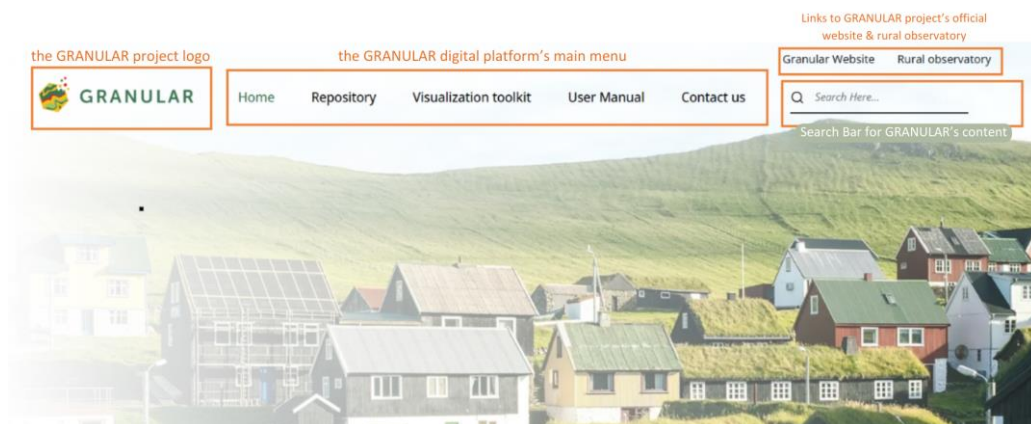 Links to GRANULAR project's official
website & rural observatory
the GRANULAR project logo
the GRANULAR digital platform's main menu
Granular Website Rural observatory
GRANULAR
Home Repository Visualization toolkit User Manual Contact us
Search Here...
Search Bar for GRANULAR's content